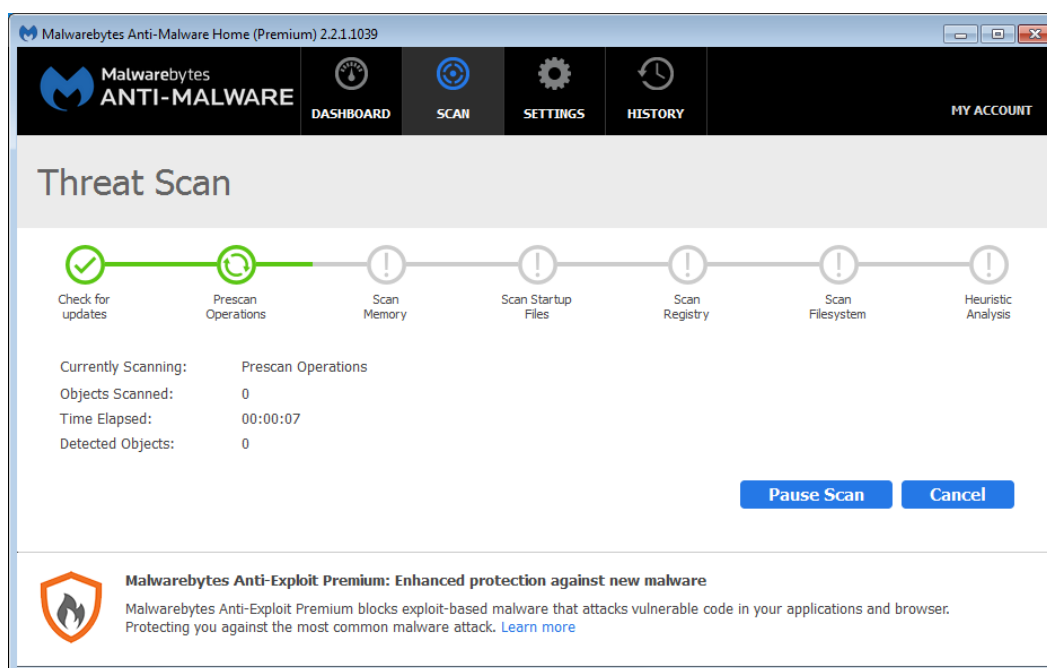 Malwarebytes Anti-Malware Home (Premium) 2.2.1.1039
Malwarebytes
ANTI-MALWARE
DASHBOARD
SCAN
SETTINGS
HISTORY
MY ACCOUNT
Threat Scan
Check for
updates
Prescan
Operations
Scan
Memory
Scan Startup
Files
Scan
Registry
Scan
Filesystem
Heuristic
Analysis
Currently Scanning: Prescan Operations
Objects Scanned: 0
Time Elapsed: 00:00:07
Detected Objects: 0
Pause Scan
Cancel
Malwarebytes Anti-Exploit Premium: Enhanced protection against new malware
Malwarebytes Anti-Exploit Premium blocks exploit-based malware that attacks vulnerable code in your applications and browser.
Protecting you against the most common malware attack. Learn more